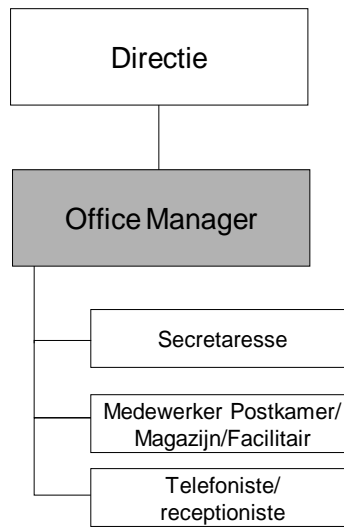 Directie
Office Manager
Secretaresse
Medewerker Postkamer/
Magazijn/Facilitair
Telefoniste/
receptioniste